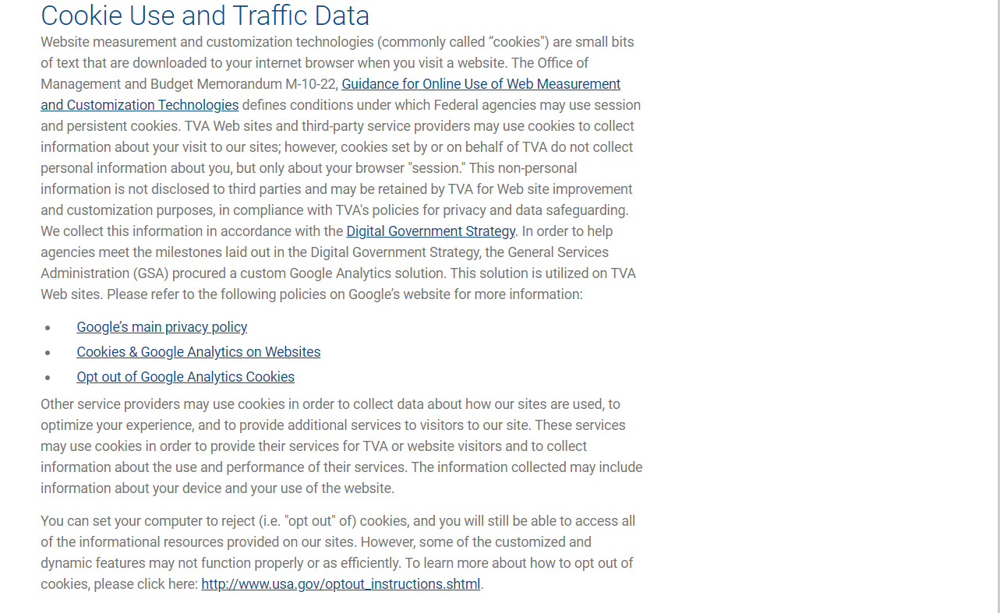 Cookie Use and Traffic Data
Website measurement and customization technologies (commonly called “cookies") are small bits
of text that are downloaded to your internet browser when you visit a website. The Office of
Management and Budget Memorandum M-10-22, Guidance for Online Use of Web Measurement
and Customization Technologies defines conditions under which Federal agencies may use session
and persistent cookies. TVA Web sites and third-party service providers may use cookies to collect
information about your visit to our sites; however, cookies set by or on behalf of TVA do not collect
personal information about you, but only about your browser "session." This non-personal
information is not disclosed to third parties and may be retained by TVA for Web site improvement
and customization purposes, in compliance with TVA's policies for privacy and data safeguarding.
We collect this information in accordance with the Digital Government Strategy. In order to help
agencies meet the milestones laid out in the Digital Government Strategy, the General Services
Administration (GSA) procured a custom Google Analytics solution. This solution is utilized on TVA
Web sites. Please refer to the following policies on Google’s website for more information:
• Google’s main privacy policy
• Cookies & Google Analytics on Websites
• Opt out of Google Analytics Cookies
Other service providers may use cookies in order to collect data about how our sites are used, to
optimize your experience, and to provide additional services to visitors to our site. These services
may use cookies in order to provide their services for TVA or website visitors and to collect
information about the use and performance of their services. The information collected may include
information about your device and your use of the website.
You can set your computer to reject (i.e. "opt out" of) cookies, and you will still be able to access all
of the informational resources provided on our sites. However, some of the customized and
dynamic features may not function properly or as efficiently. To learn more about how to opt out of
cookies, please click here: http://www.usa.gov/optout_instructions.shtml.